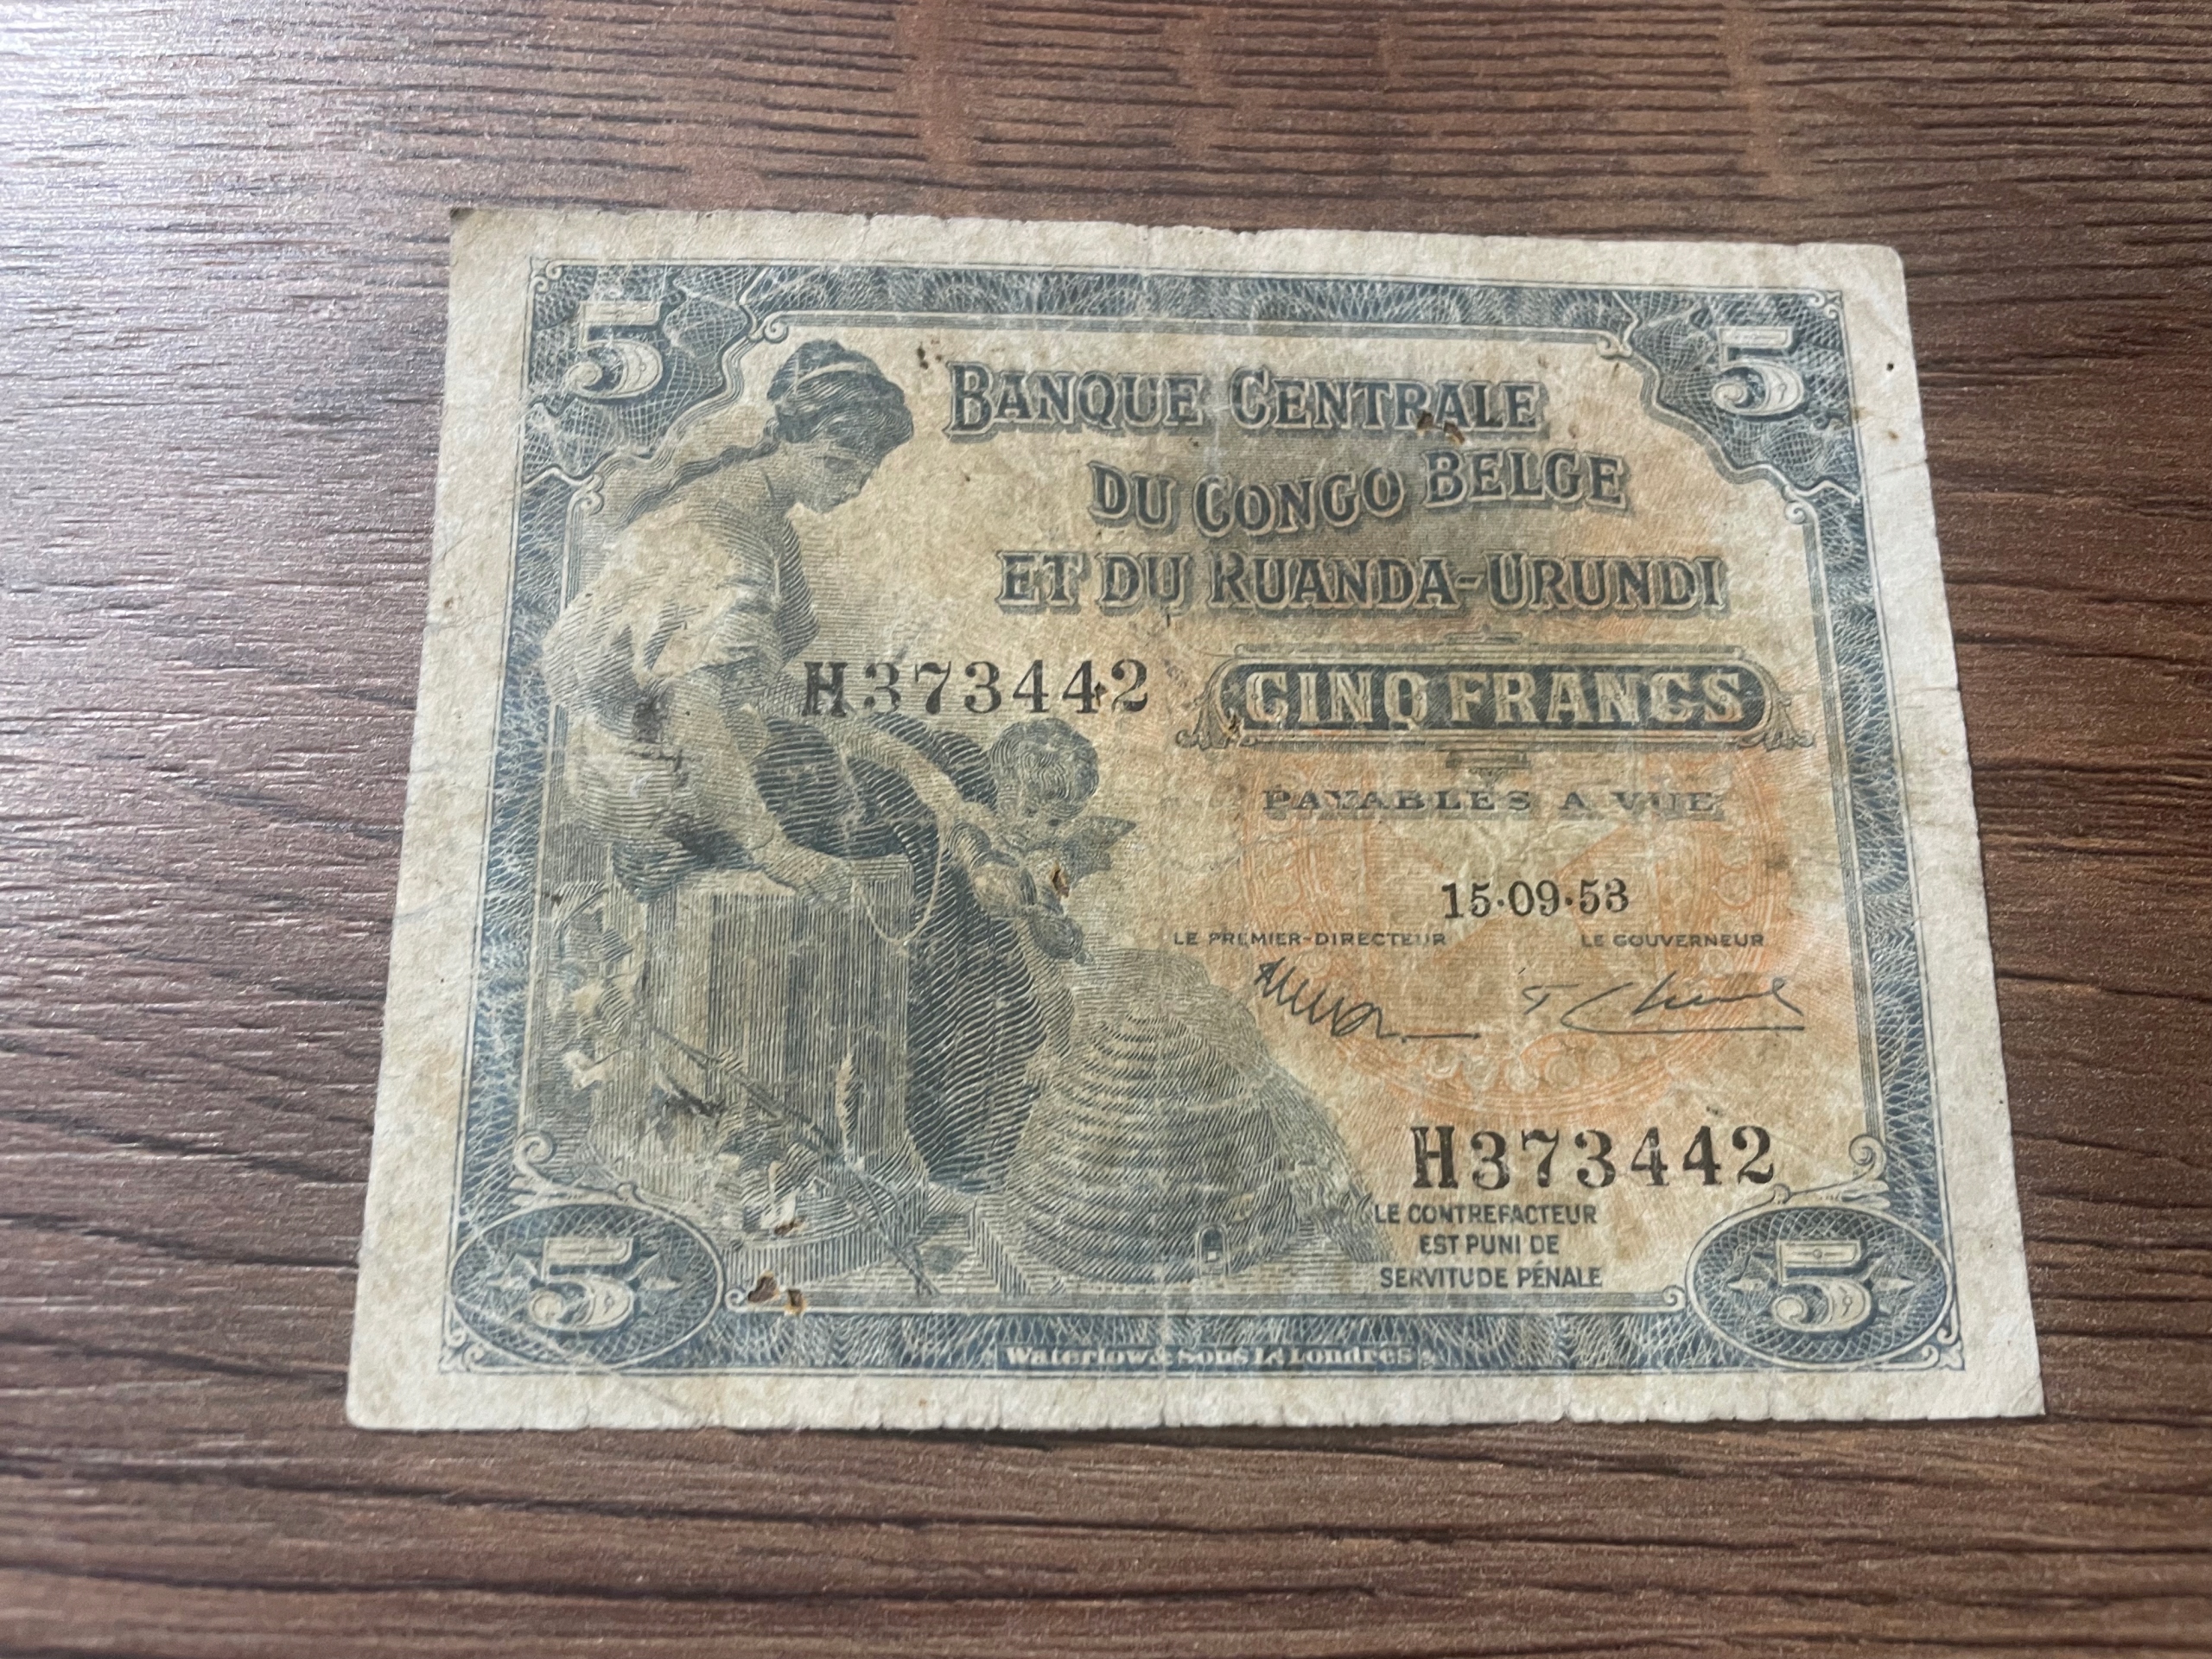 5
5
BANQUE CENTRALE
DU CONGO BELGE
ET DU RUANDA-URUNDI
H373442
CINQ FRANCS
PAYABLES A VUE
15·09·53
LE PREMIER-DIRECTEUR
LE GOUVERNEUR
H373442
LE CONTREFACTEUR
EST PUNI DE
SERVITUDE PÉNALE
5
5
Waterlow & Sons Ld Londres